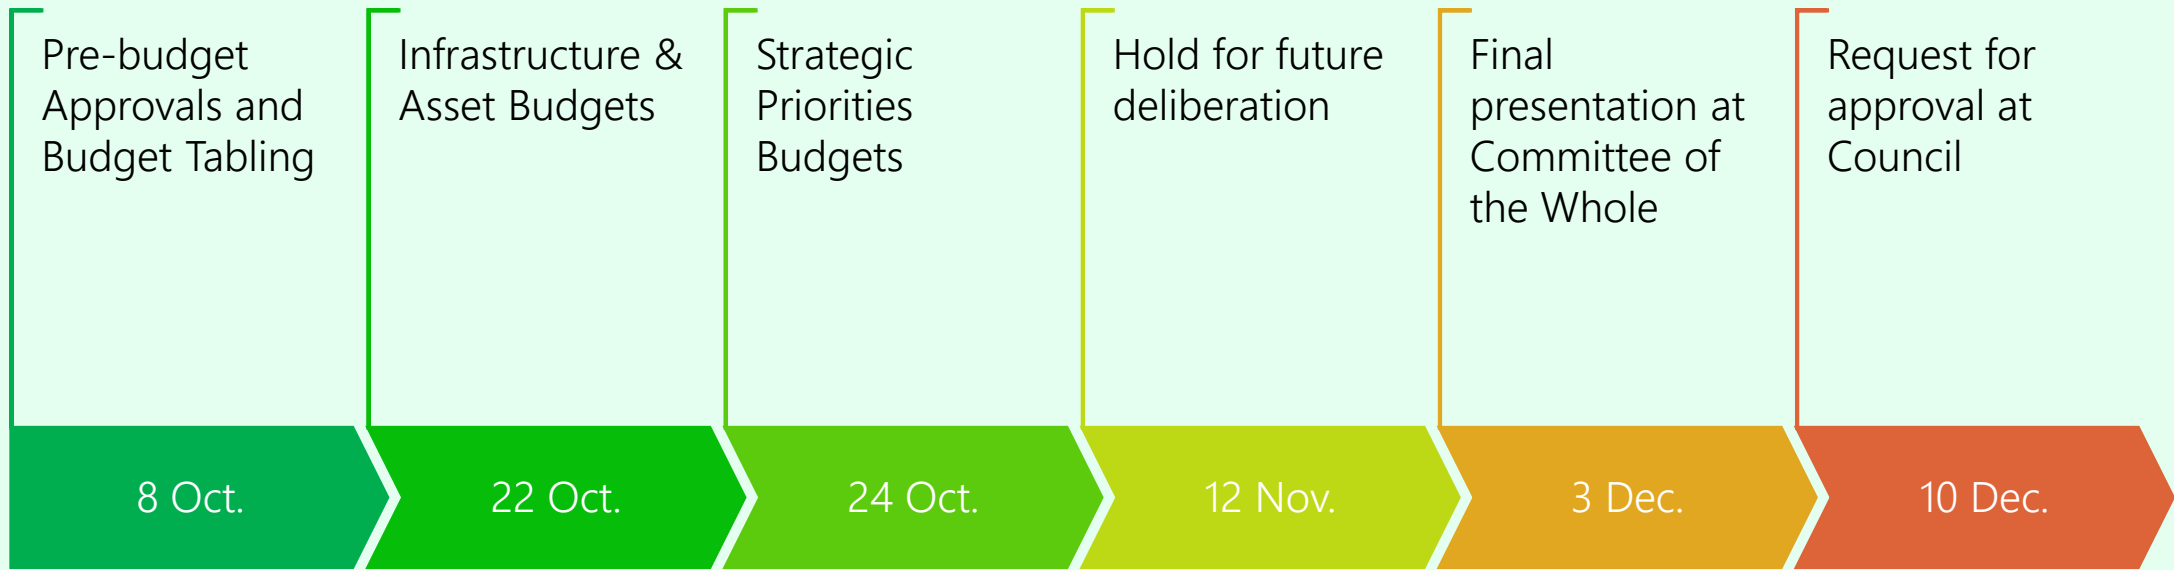 Pre-budget
Approvals and
Budget Tabling
Infrastructure &
Asset Budgets
Strategic
Priorities
Budgets
Hold for future
deliberation
Final
presentation at
Committee of
the Whole
Request for
approval at
Council
8 Oct.
22 Oct.
24 Oct.
12 Nov.
3 Dec.
10 Dec.